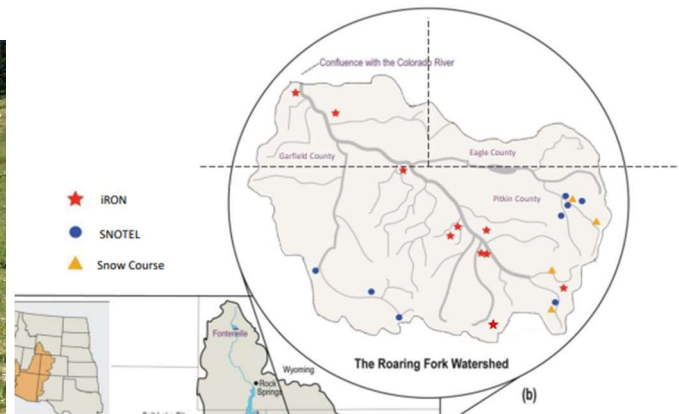 Confluence with the Colorado River
Garfield County
Eagle County
Pitkin County
iRON
SNOTEL
Snow Course
The Roaring Fork Watershed
(b)
Fontenelle
Wyoming
Rock
Springs